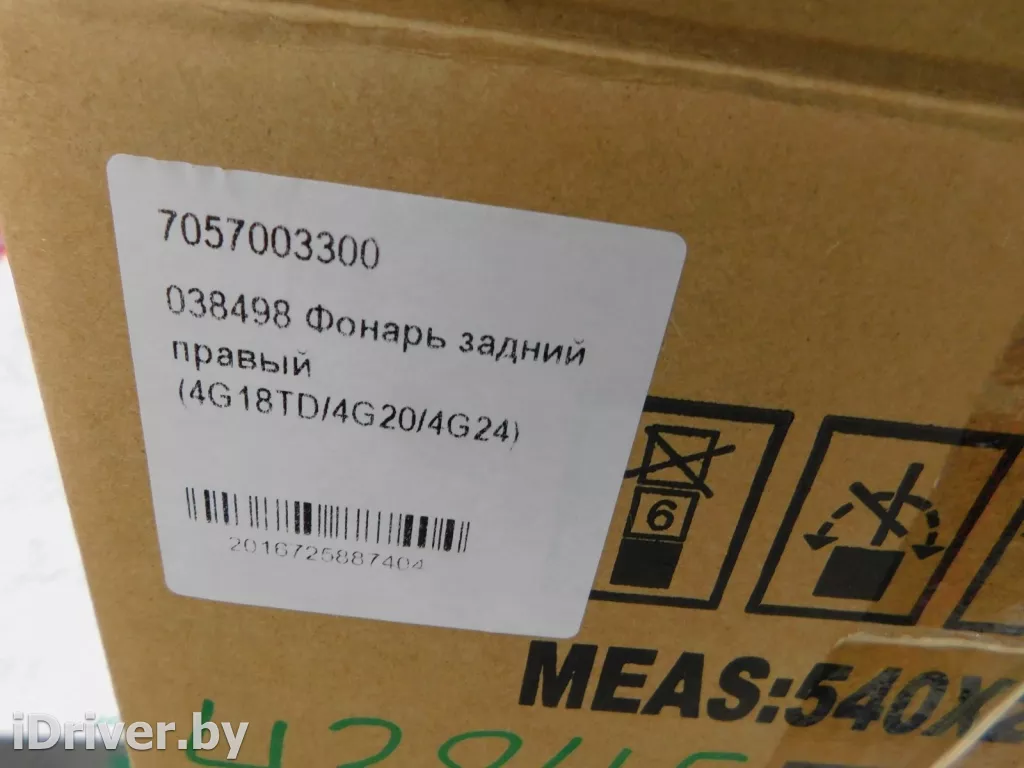 7057003300
038498 Фонарь задний
правый
(4G18TD/4G20/4G24)
2016725887404
6
MEAS:540X
iDriver.by